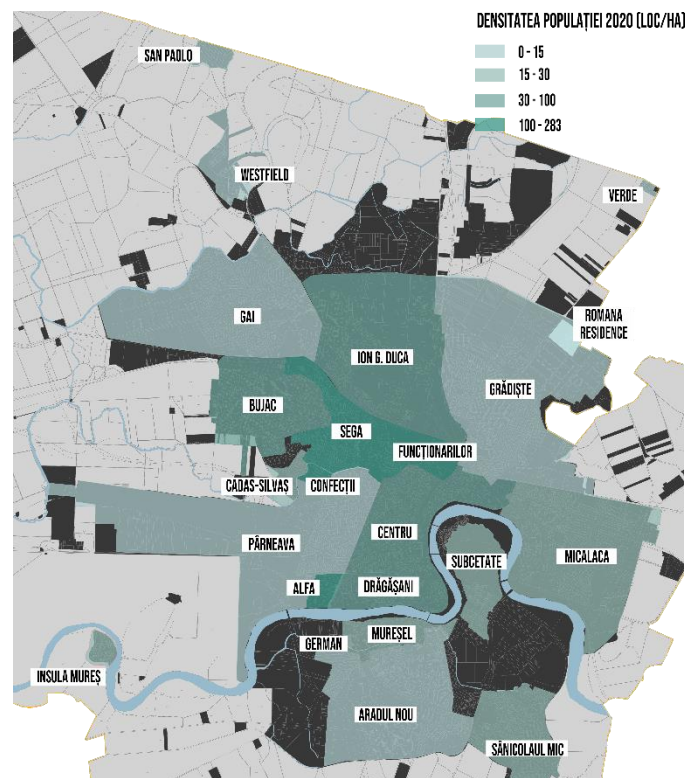 DENSITATEA POPULAȚIEI 2020 (LOC/HA)
0 - 15
15 - 30
30 - 100
100 - 283
SAN PAOLO
WESTFIELD
VERDE
ROMANA
RESIDENCE
GAI
ION G. DUCA
GRĂDIȘTE
BUJAC
SEGA
FUNCȚIONARILOR
CADAS-SILVAȘ
CONFECȚII
CENTRU
PÂRNEAVA
SUBCETATE
MICALACA
ALFA
DRĂGĂȘANI
MUREȘEL
GERMAN
INSULA MUREȘ
ARADUL NOU
SÂNICOLAUL MIC